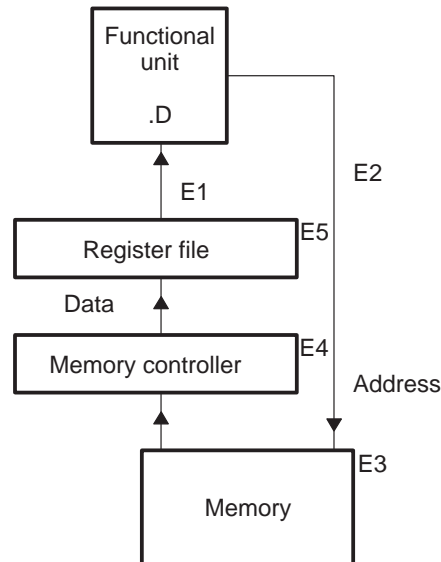 Functional
unit
.D
E2
E1
E5
Register file
Data
E4
Memory controller
Address
E3
Memory